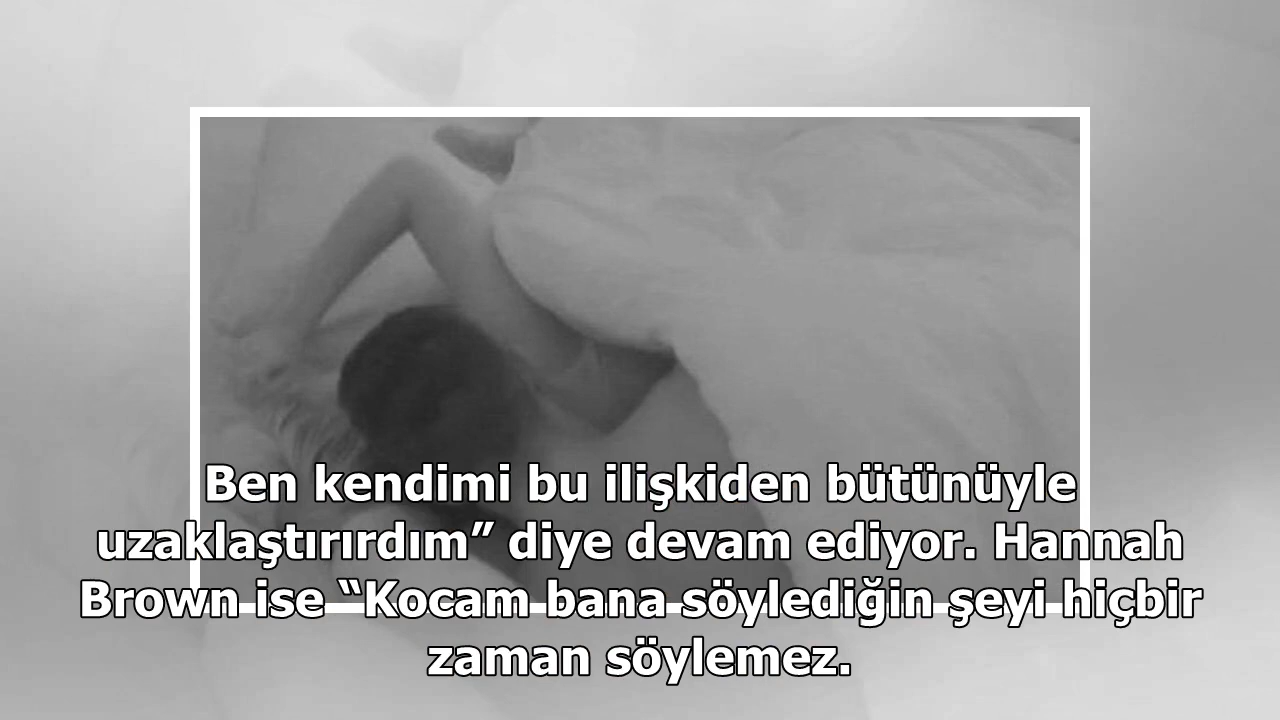 Ben kendimi bu ilişkiden bütünüyle
uzaklaştırırdım” diye devam ediyor. Hannah
Brown ise “Kocam bana söylediğin şeyi hiçbir
zaman söylemez.